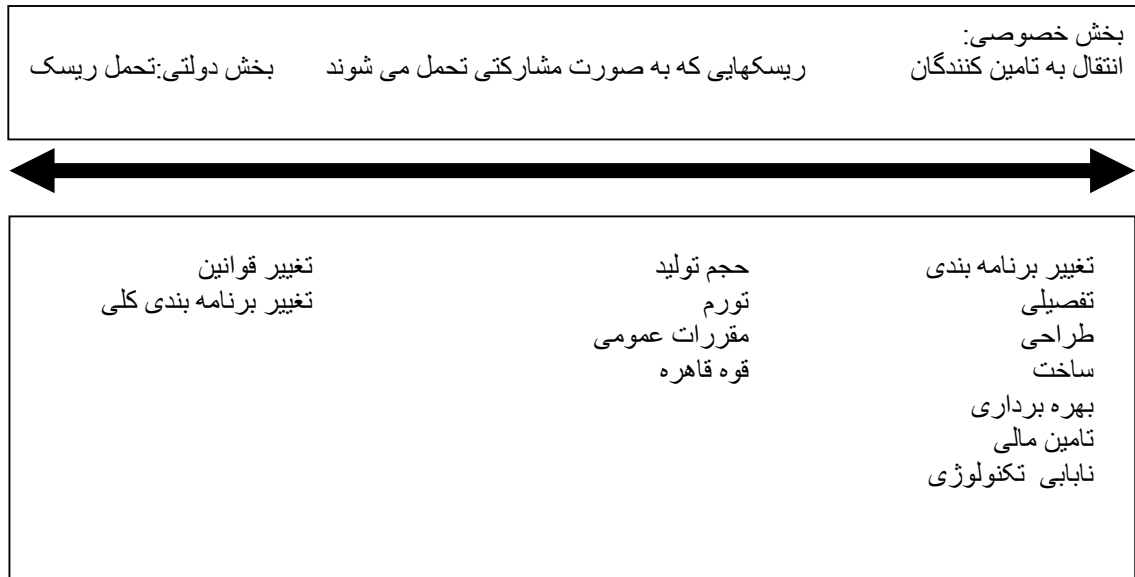 بخش خصوصی:
انتقال به تامین کنندگان ریسکهایی که به صورت مشارکتی تحمل می شوند بخش دولتی:تحمل ریسک
تغییر برنامه بندی حجم تولید تغییر قوانین
تفصیلی تورم تغییر برنامه بندی کلی
طراحی مقررات عمومی
ساخت قوه قاهره
بهره برداری
تامین مالی
نابابی تکنولوژی